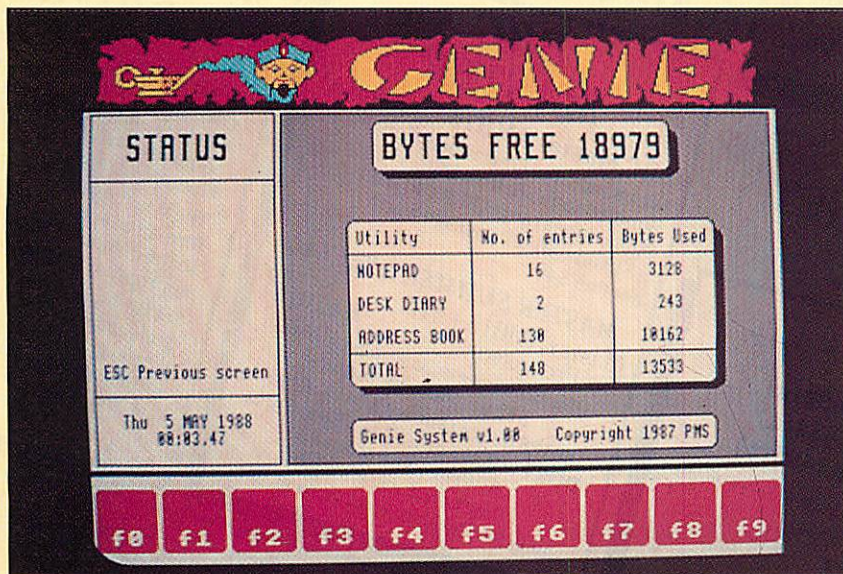 GENIE
STATUS
BYTES FREE 18979
Utility No. of entries Bytes Used
NOTEPAD 16 3128
DESK DIARY 2 243
ADDRESS BOOK 130 10162
TOTAL 148 13533
ESC Previous screen
Thu 5 MAY 1988
00:03.47
Genie System v1.00 Copyright 1987 PMS
f0 f1 f2 f3 f4 f5 f6 f7 f8 f9